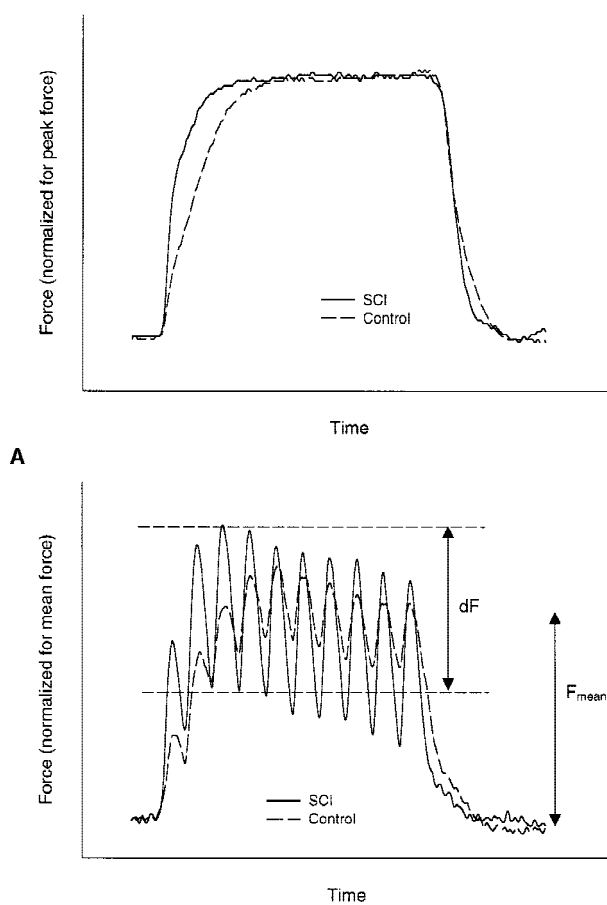 Force (normalized for peak force)
SCI
Control
Time
A
Force (normalized for mean force)
dF
Fmean
SCI
Control
Time